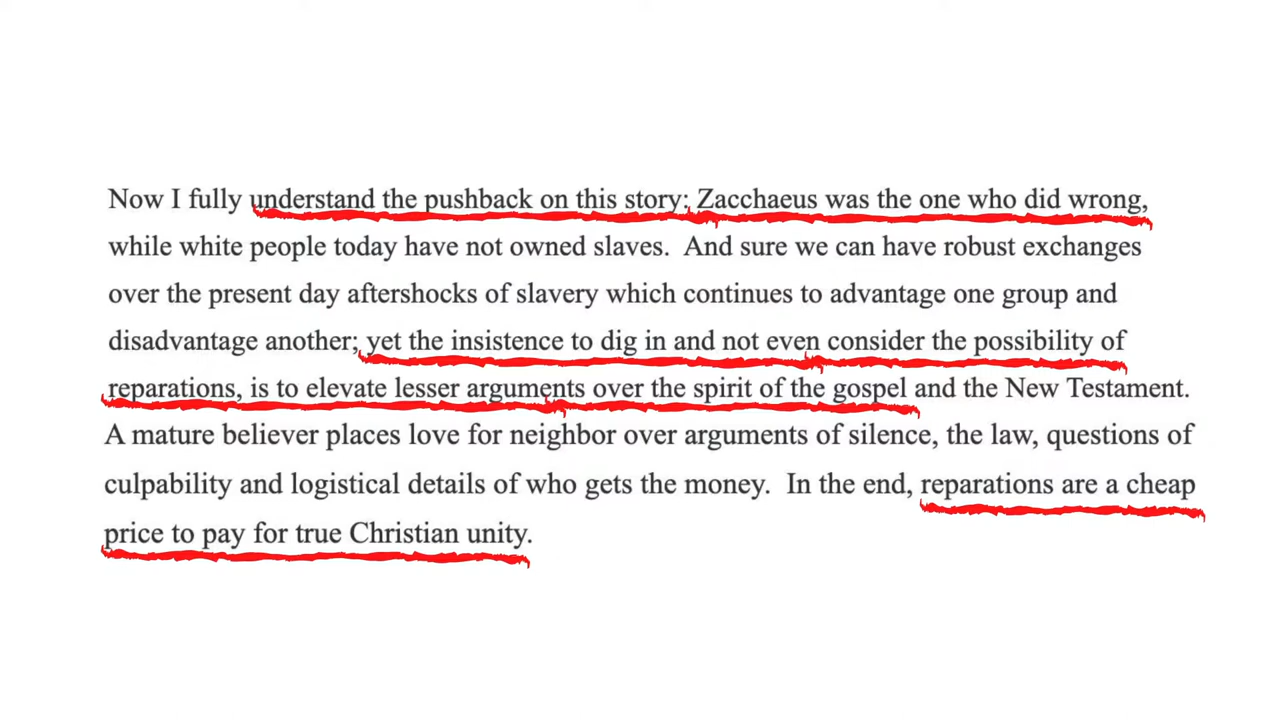 Now I fully understand the pushback on this story; Zacchaeus was the one who did wrong,
while white people today have not owned slaves. And sure we can have robust exchanges
over the present day aftershocks of slavery which continues to advantage one group and
disadvantage another; yet the insistence to dig in and not even consider the possibility of
reparations, is to elevate lesser arguments over the spirit of the gospel and the New Testament.
A mature believer places love for neighbor over arguments of silence, the law, questions of
culpability and logistical details of who gets the money. In the end, reparations are a cheap
price to pay for true Christian unity.